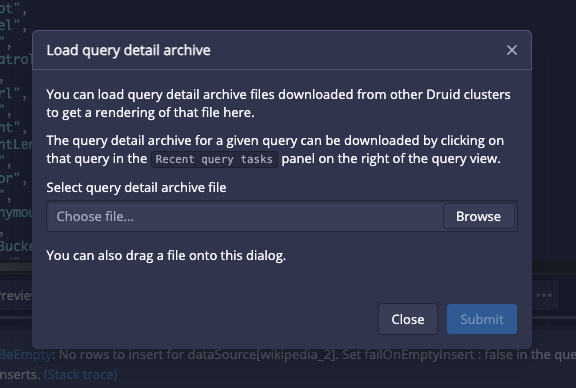 Load query detail archive
You can load query detail archive files downloaded from other Druid clusters
to get a rendering of that file here.
The query detail archive for a given query can be downloaded by clicking on
that query in the Recent query tasks panel on the right of the query view.
Select query detail archive file
Choose file...
Browse
You can also drag a file onto this dialog.
Close
Submit
BeEmpty: No rows to insert for dataSource[wikipedia_2]. Set failOnEmptyInsert : false in the que
nserts. (Stack trace)